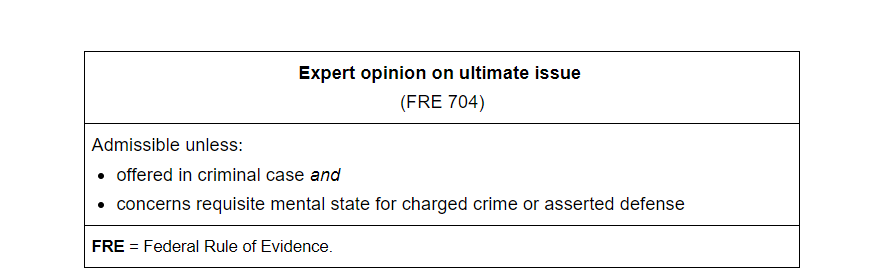 Expert opinion on ultimate issue
(FRE 704)
Admissible unless:
• offered in criminal case and
• concerns requisite mental state for charged crime or asserted defense
FRE = Federal Rule of Evidence.